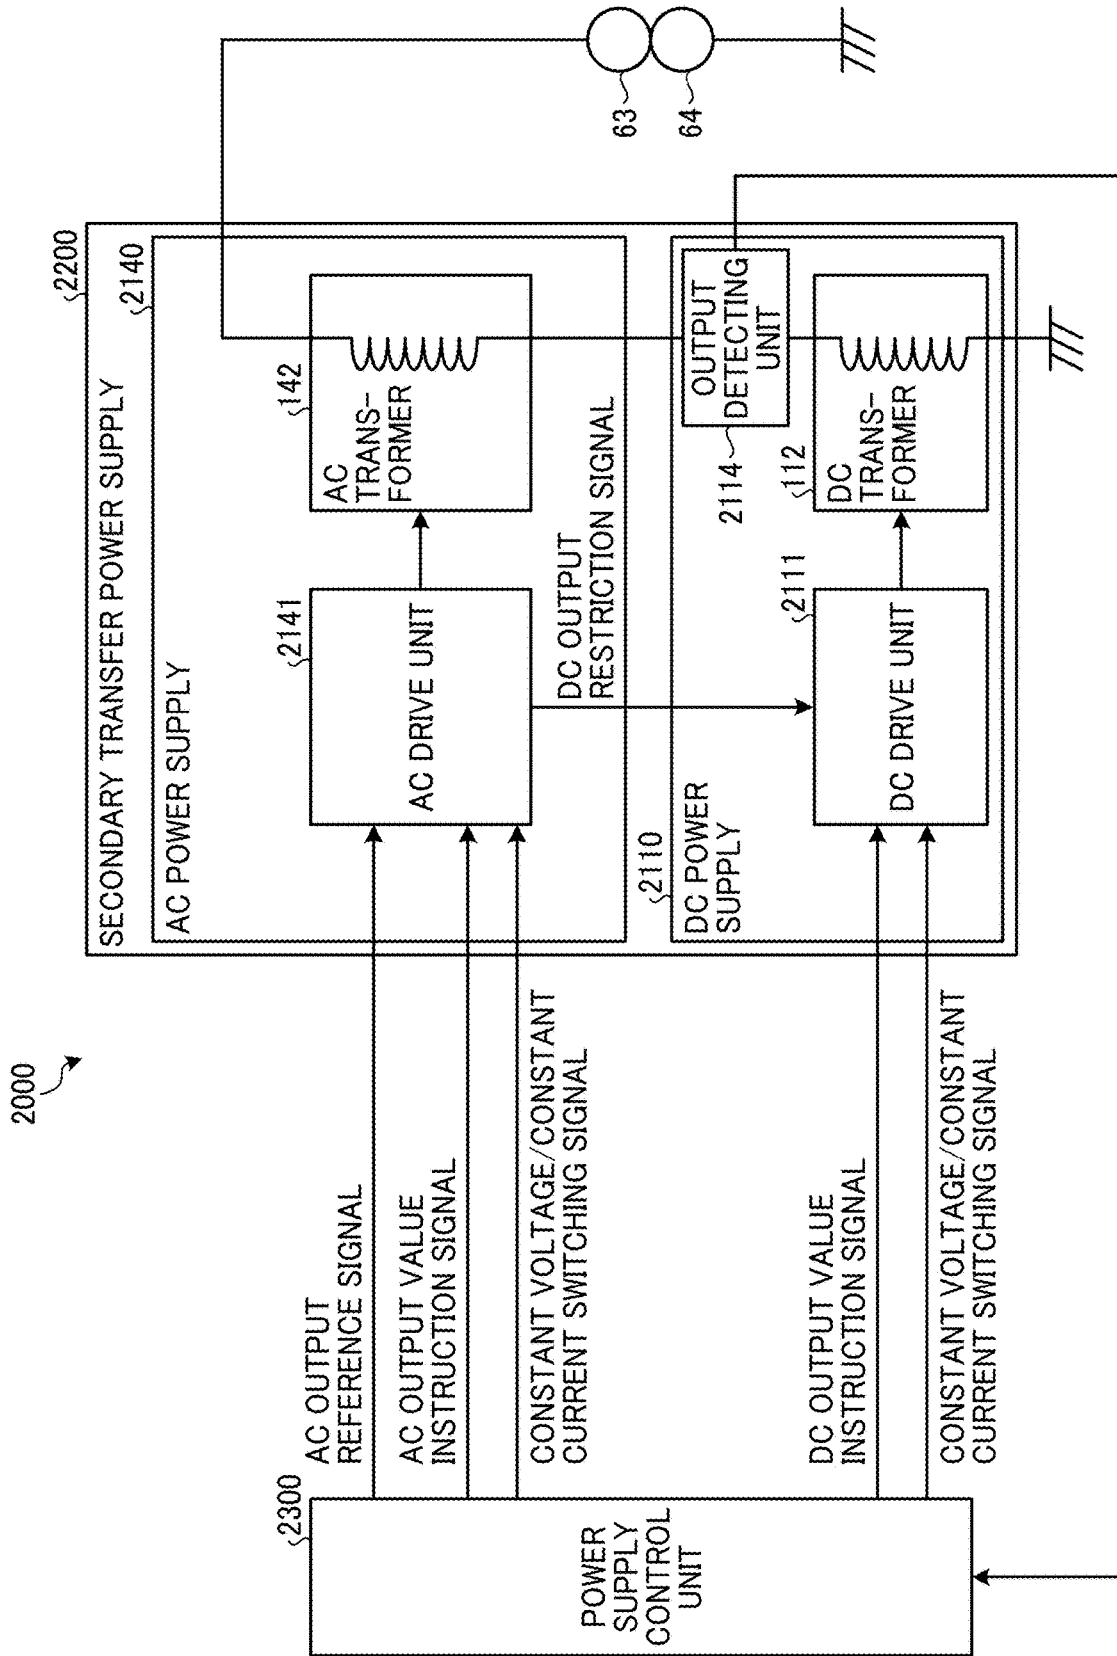 2000
2300
POWER
SUPPLY
CONTROL
UNIT
AC OUTPUT
REFERENCE SIGNAL
AC OUTPUT VALUE
INSTRUCTION SIGNAL
CONSTANT VOLTAGE/CONSTANT
CURRENT SWITCHING SIGNAL
DC OUTPUT VALUE
INSTRUCTION SIGNAL
CONSTANT VOLTAGE/CONSTANT
CURRENT SWITCHING SIGNAL
SECONDARY TRANSFER POWER SUPPLY
2200
AC POWER SUPPLY
2140
2141
AC DRIVE UNIT
142
AC
TRANS-
FORMER
DC OUTPUT
RESTRICTION SIGNAL
2110
DC POWER
SUPPLY
2111
DC DRIVE UNIT
2114
OUTPUT
DETECTING
UNIT
112
DC
TRANS-
FORMER
63
64